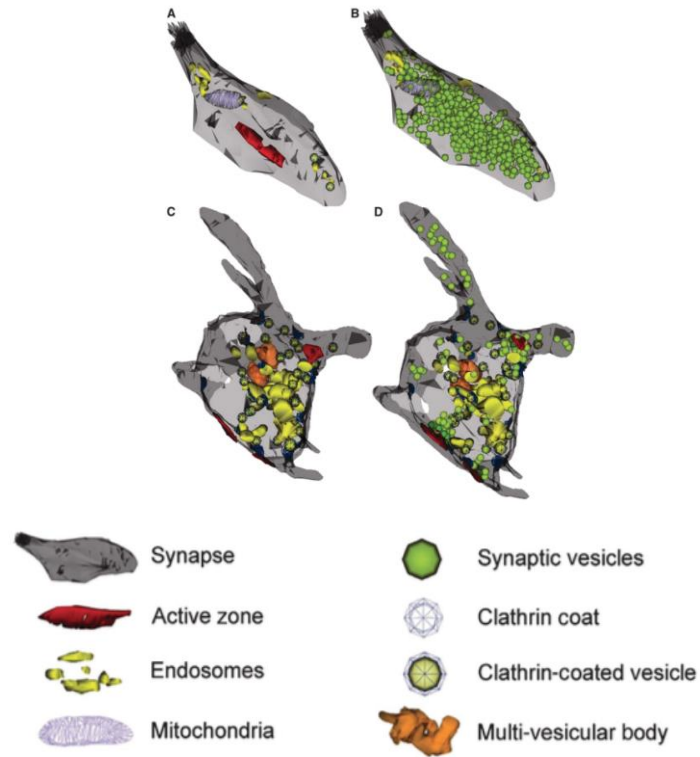 A
B
C
D
Synapse
Synaptic vesicles
Active zone
Clathrin coat
Endosomes
Clathrin-coated vesicle
Mitochondria
Multi-vesicular body